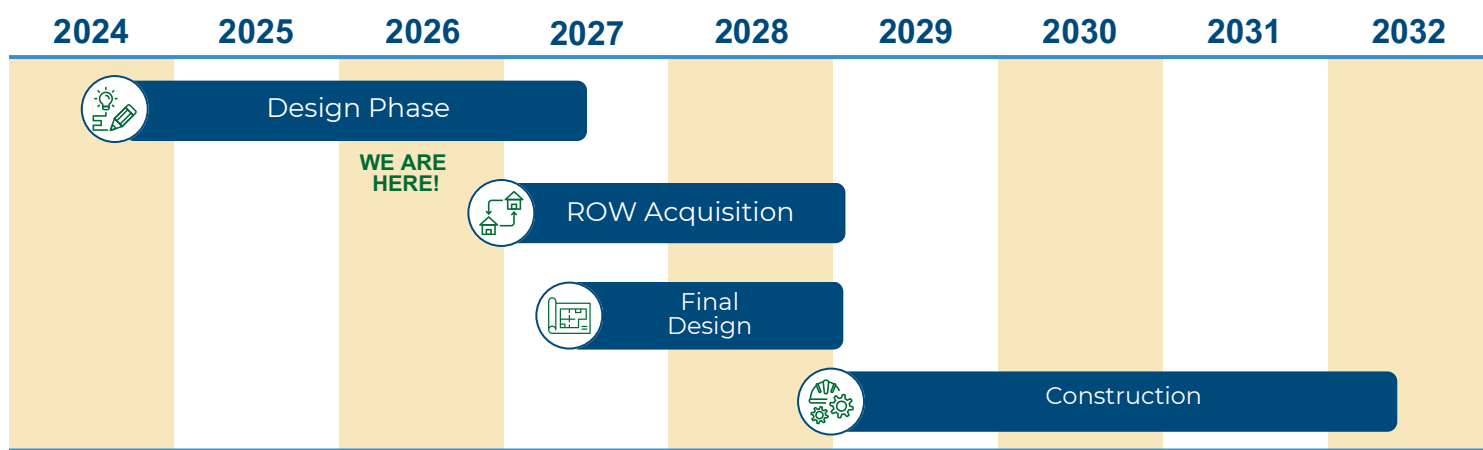 2024 2025 2026 2027 2028 2029 2030 2031 2032
Design Phase
WE ARE
HERE!
ROW Acquisition
Final
Design
Construction